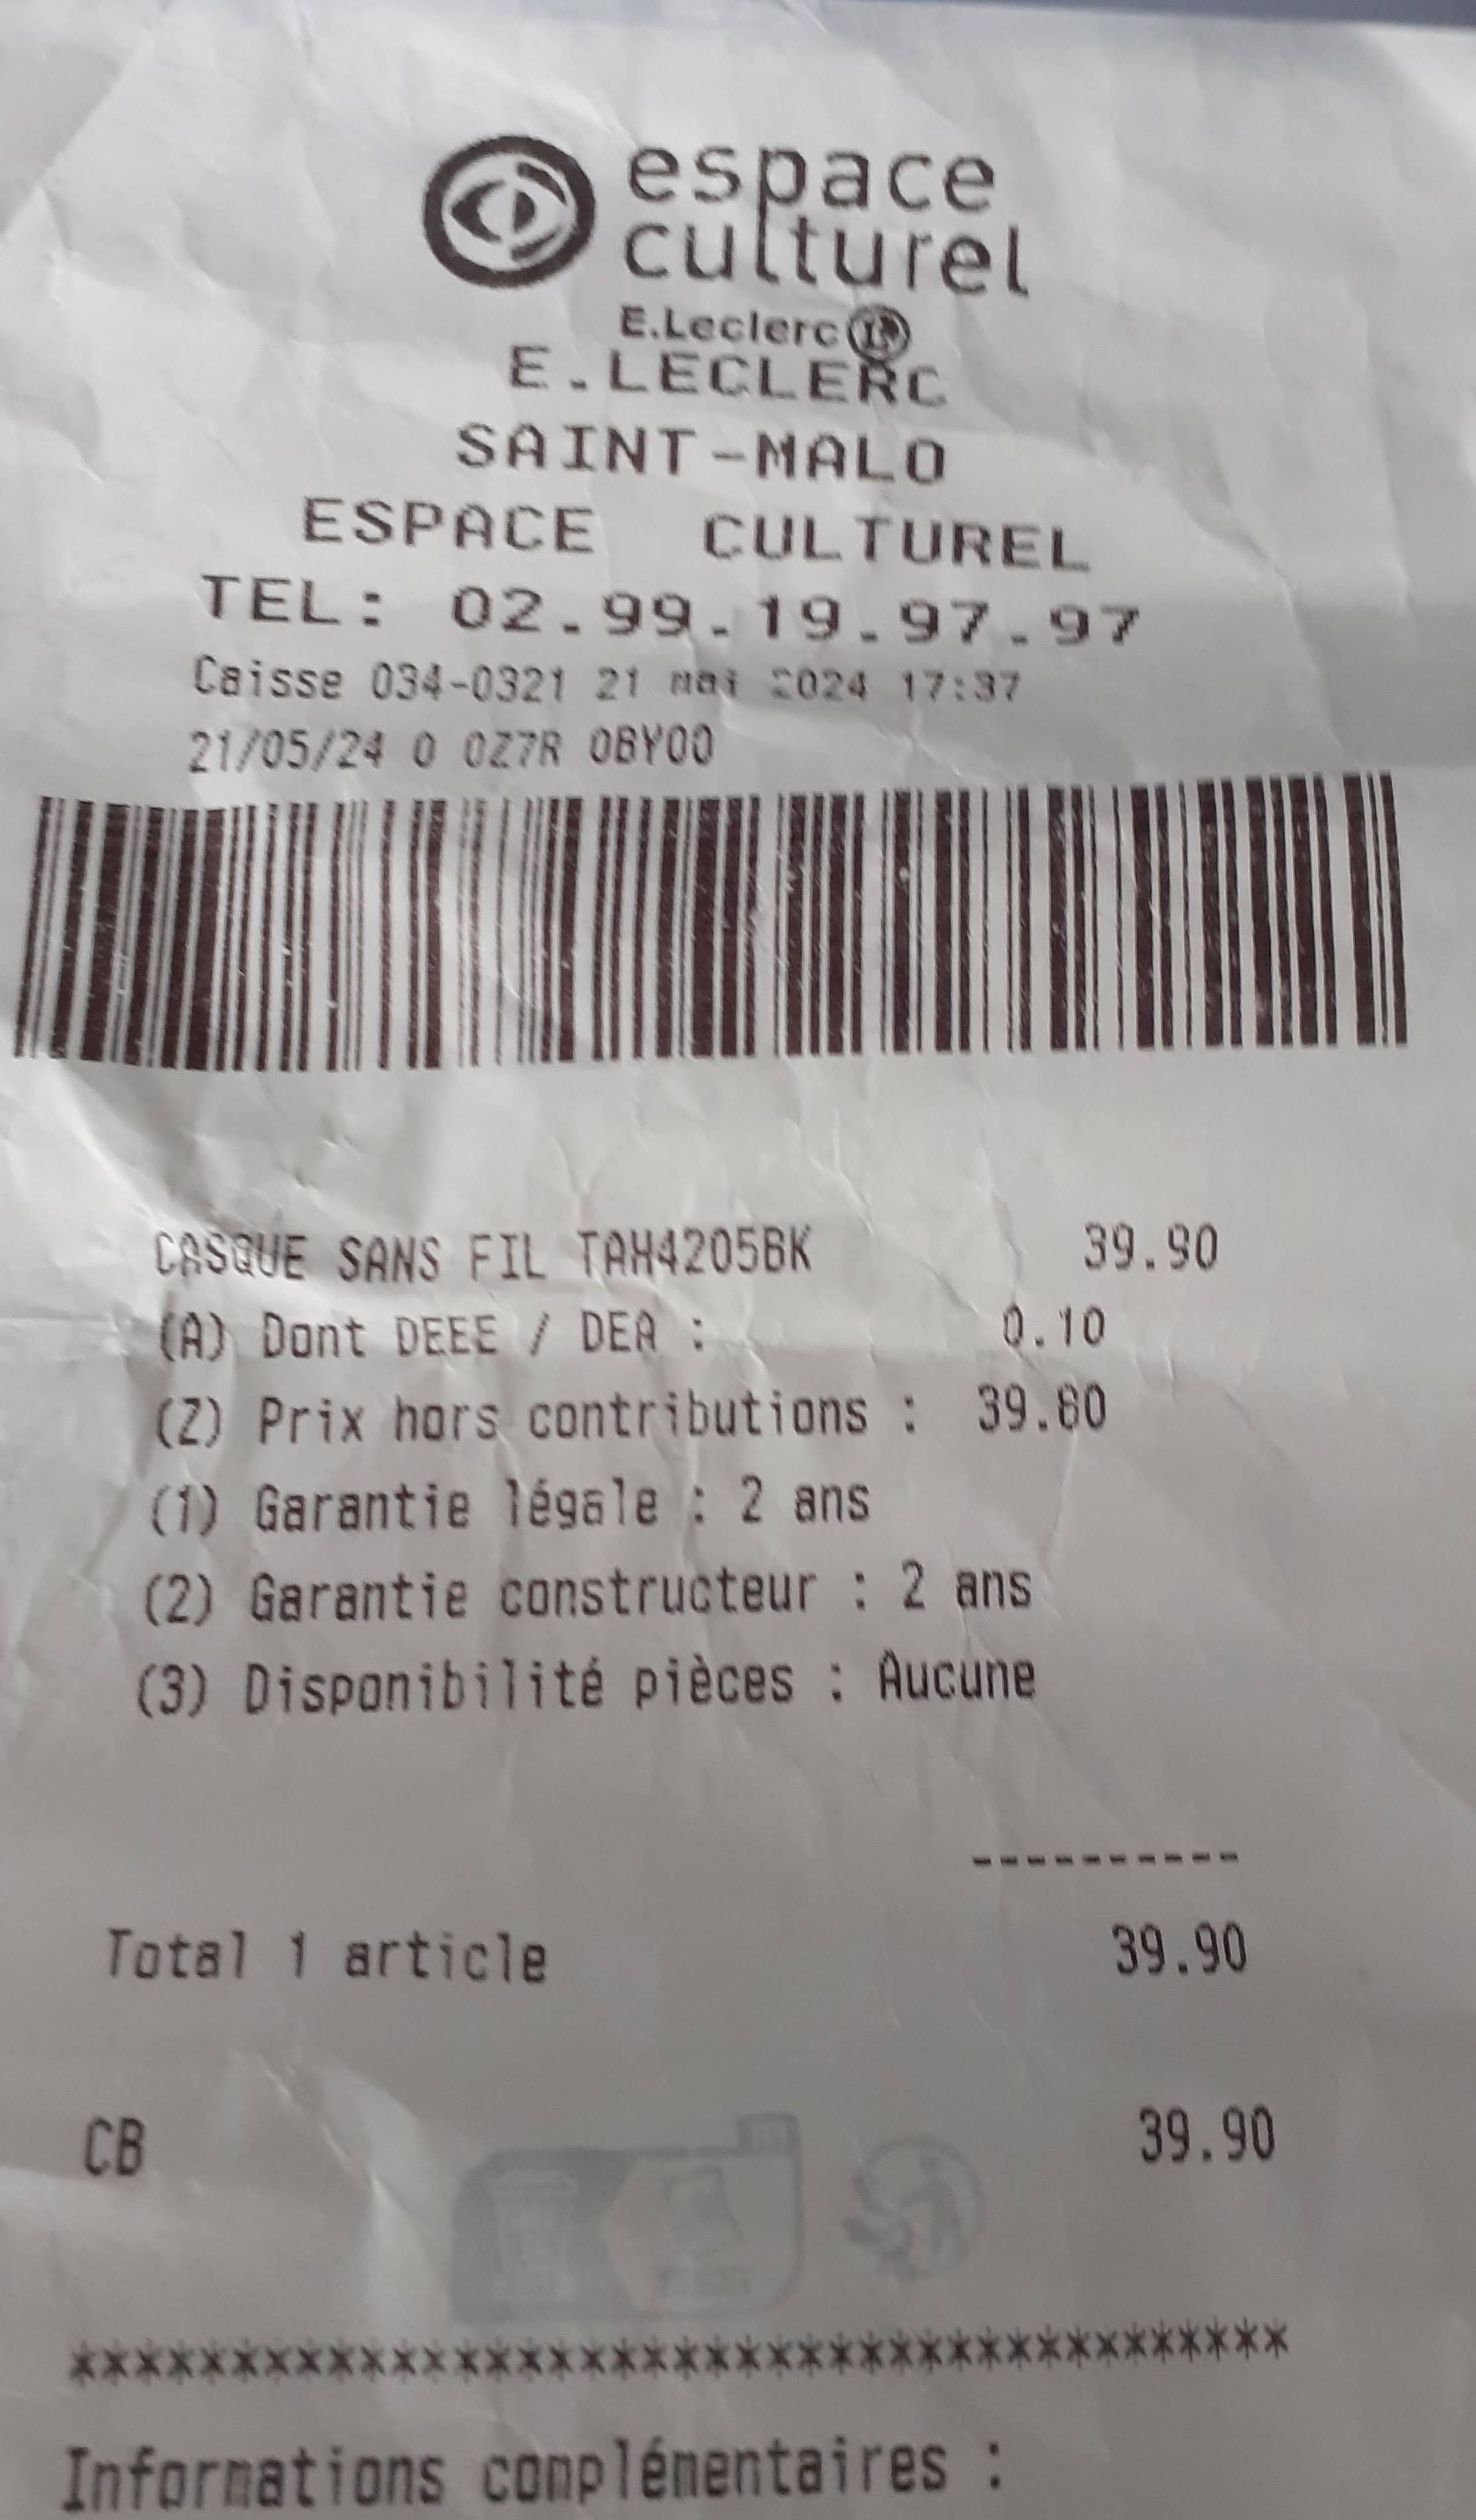 espace
culturel
E.Leclerc L
E.LECLERC
SAINT-MALO
ESPACE CULTUREL
TEL: 02.99.19.97.97
Caisse 034-0321 21 mai 2024 17:37
21/05/24 0 0Z7R 0BY00
CASQUE SANS FIL TAH4205BK 39.90
(A) Dont DEEE / DEA : 0.10
(Z) Prix hors contributions : 39.80
(1) Garantie légale : 2 ans
(2) Garantie constructeur : 2 ans
(3) Disponibilité pièces : Aucune
----------
Total 1 article 39.90
CB 39.90
***************************************
Informations complémentaires :